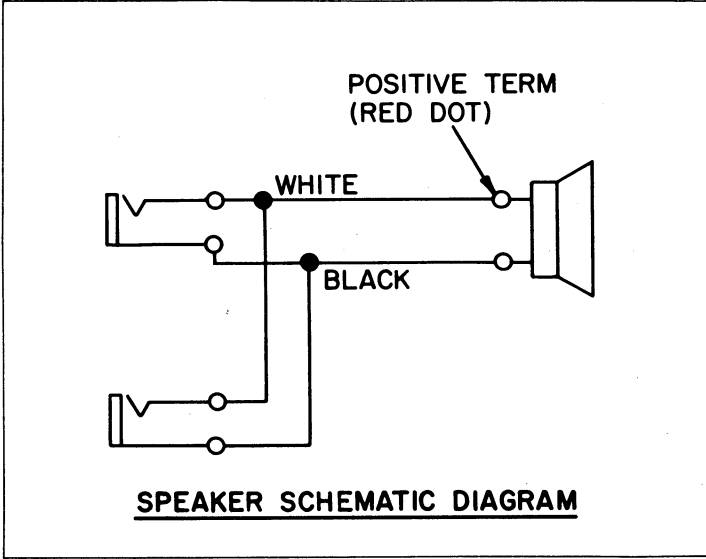 POSITIVE TERM
(RED DOT)
WHITE
BLACK
SPEAKER SCHEMATIC DIAGRAM